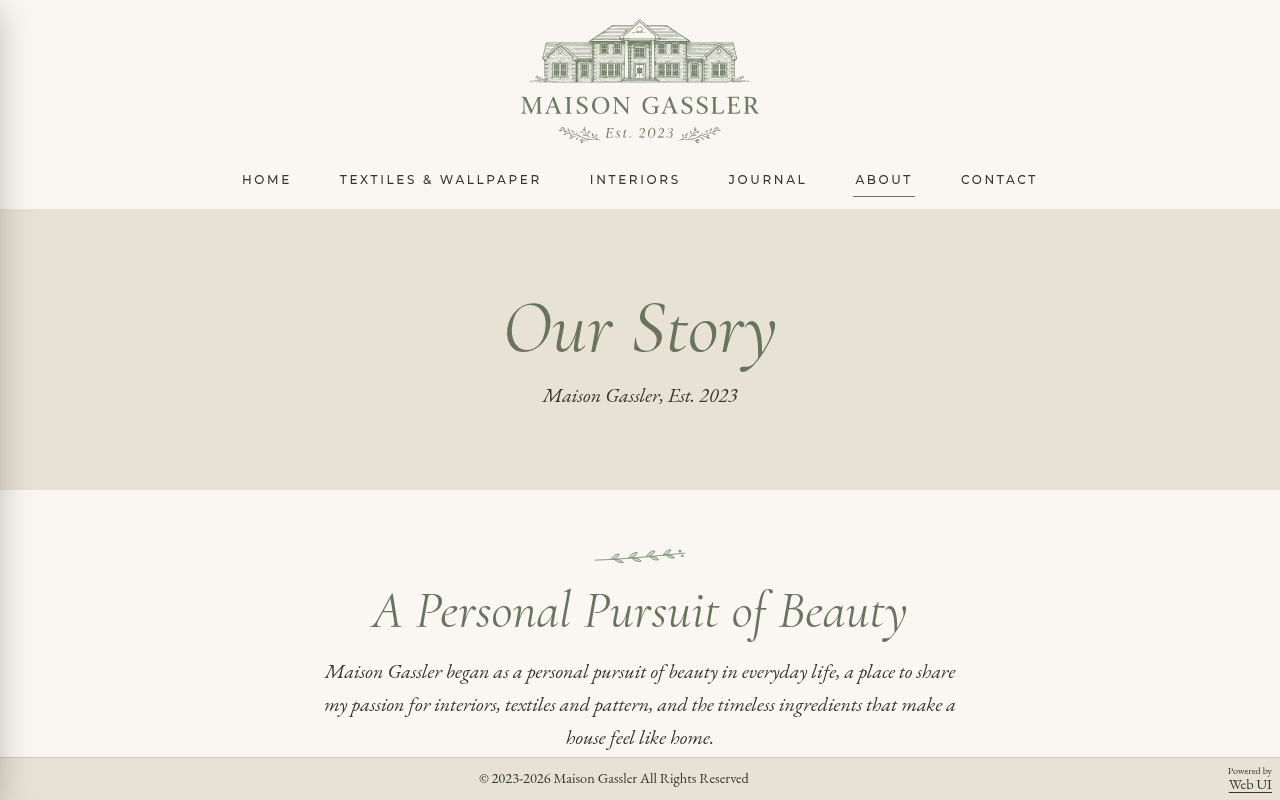 MAISON GASSLER
Est. 2023
HOME TEXTILES & WALLPAPER INTERIORS JOURNAL ABOUT CONTACT
Our Story
Maison Gassler, Est. 2023
A Personal Pursuit of Beauty
Maison Gassler began as a personal pursuit of beauty in everyday life, a place to share
my passion for interiors, textiles and pattern, and the timeless ingredients that make a
house feel like home.
© 2023-2026 Maison Gassler All Rights Reserved
Powered by
Web UI